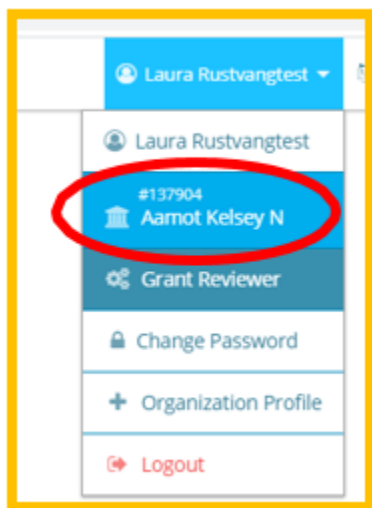 Laura Rustvangtest
Laura Rustvangtest
#137904
Aamot Kelsey N
Grant Reviewer
Change Password
Organization Profile
Logout